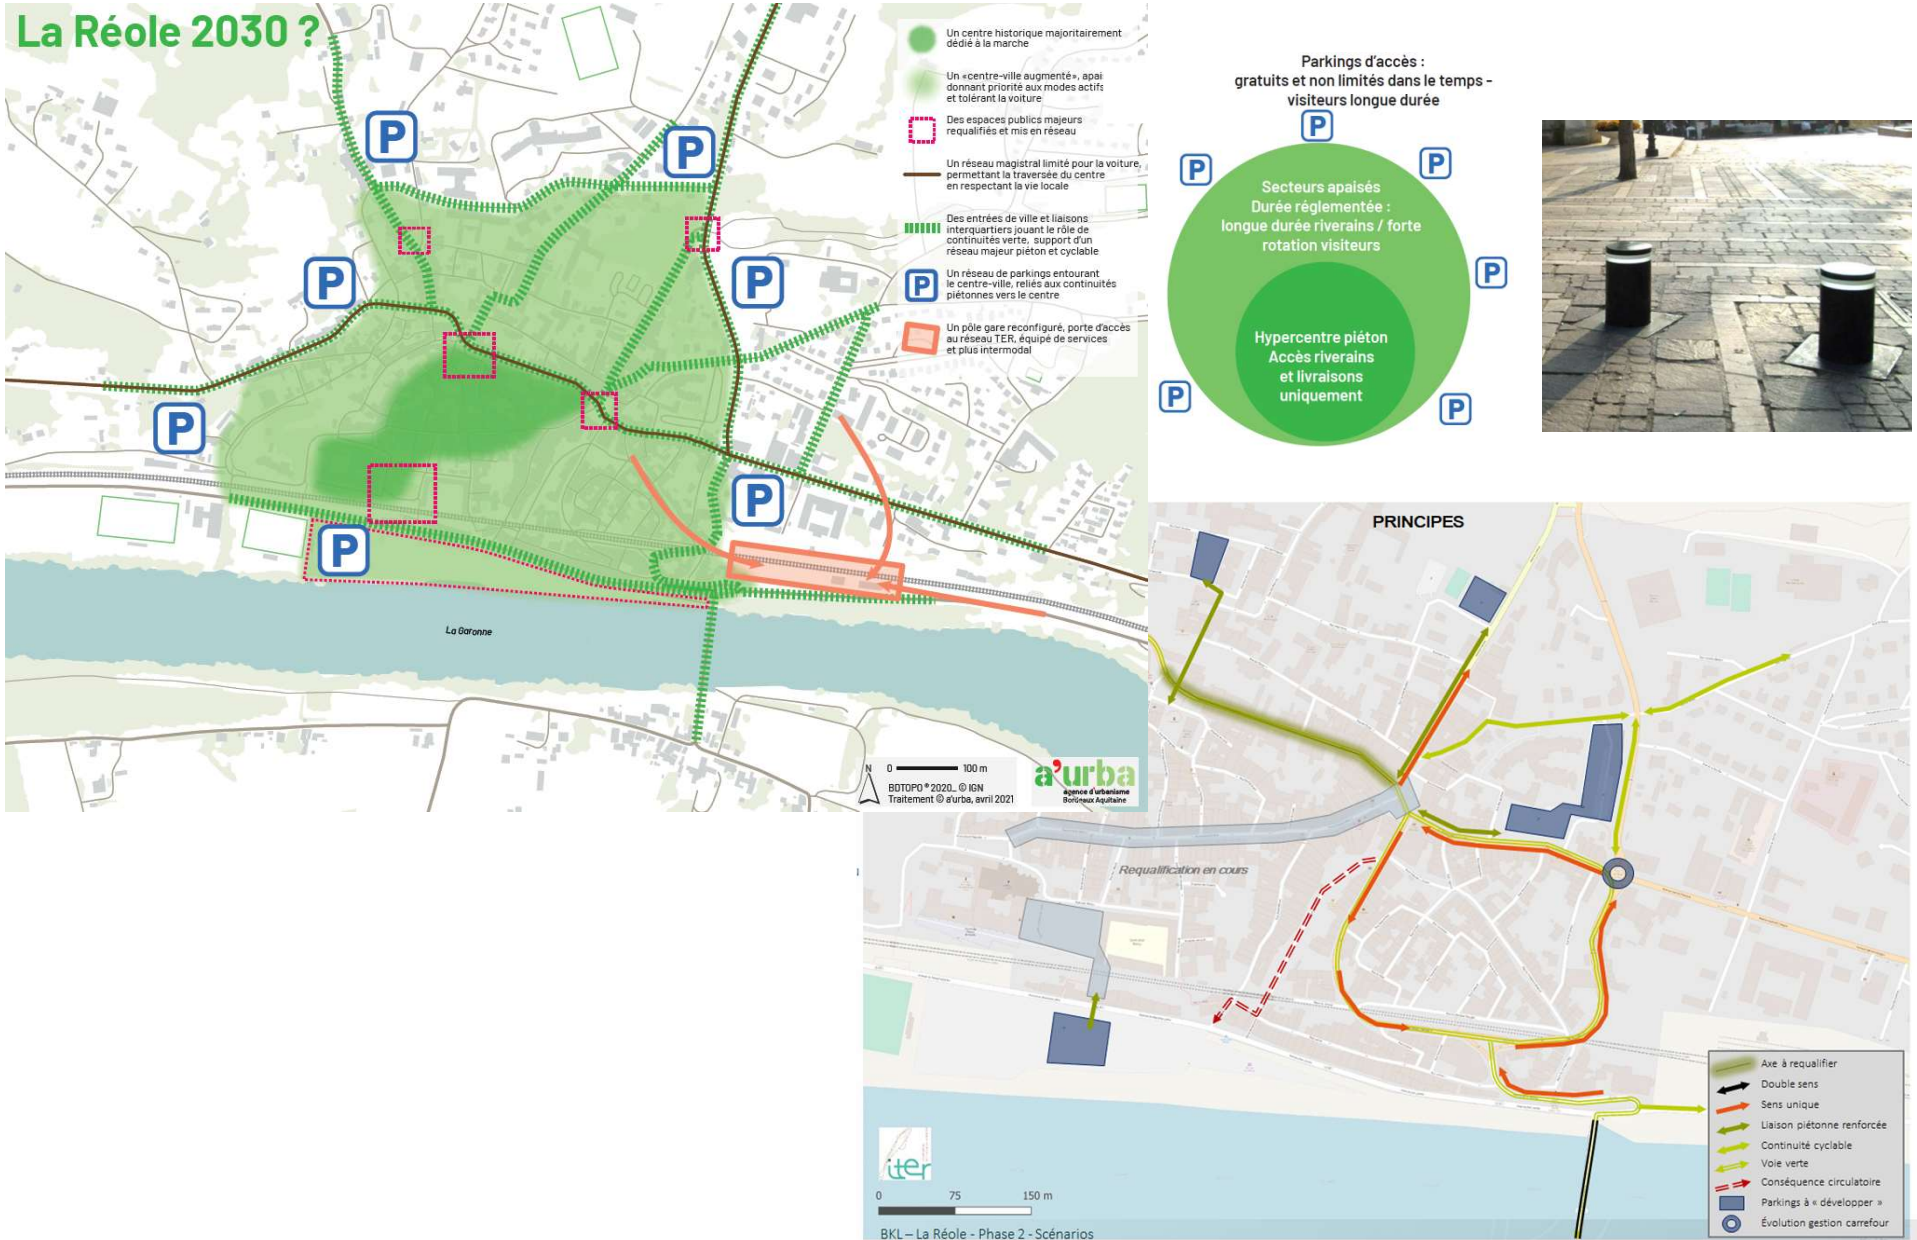 La Réole 2030 ?
P
P
P
P
P
P
P
La Garonne
Un centre historique majoritairement
dédié à la marche
Un «centre-ville augmenté», apai
donnant priorité aux modes actifs
et tolérant la voiture
Des espaces publics majeurs
requalifiés et mis en réseau
Un réseau magistral limité pour la voiture,
permettant la traversée du centre
en respectant la vie locale
Des entrées de ville et liaisons
interquartiers jouant le rôle de
continuités verte, support d'un
réseau majeur piéton et cyclable
P
Un réseau de parkings entourant
le centre-ville, reliés aux continuités
piétonnes vers le centre
Un pôle gare reconfiguré, porte d'accès
au réseau TER, équipé de services
et plus intermodal
N
0 100 m
BDTOPO ® 2020_ © IGN
Traitement © a'urba, avril 2021
a'urba
agence d'urbanisme
Bordeaux Aquitaine
Parkings d'accès :
gratuits et non limités dans le temps -
visiteurs longue durée
P
P
P
P
P
P
Secteurs apaisés
Durée réglementée :
longue durée riverains / forte
rotation visiteurs
Hypercentre piéton
Accès riverains
et livraisons
uniquement
PRINCIPES
Requalification en cours
Axe à requalifier
Double sens
Sens unique
Liaison piétonne renforcée
Continuité cyclable
Voie verte
Conséquence circulatoire
Parkings à « développer »
Évolution gestion carrefour
iter
0 75 150 m
BKL – La Réole - Phase 2 - Scénarios